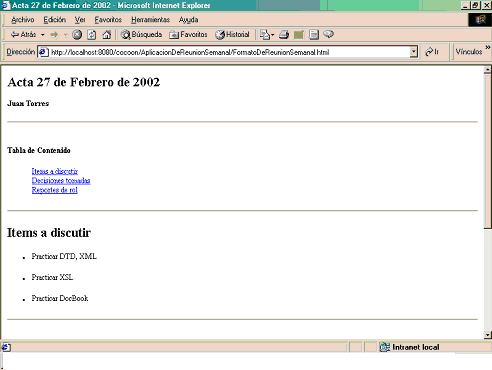 Acta 27 de Febrero de 2002 - Microsoft Internet Explorer
Archivo Edición Ver Favoritos Herramientas Ayuda
Atrás Búsqueda Favoritos Historial
Dirección http://localhost:8080/cocoon/AplicacionDeReunionSemanal/FormatoDeReunionSemanal.html Ir Vínculos »
Acta 27 de Febrero de 2002
Juan Torres
Tabla de Contenido
Items a discutir
Decisiones tomadas
Reportes de rol
Items a discutir
• Practicar DTD, XML
• Practicar XSL
• Practicar DocBook
Intranet local